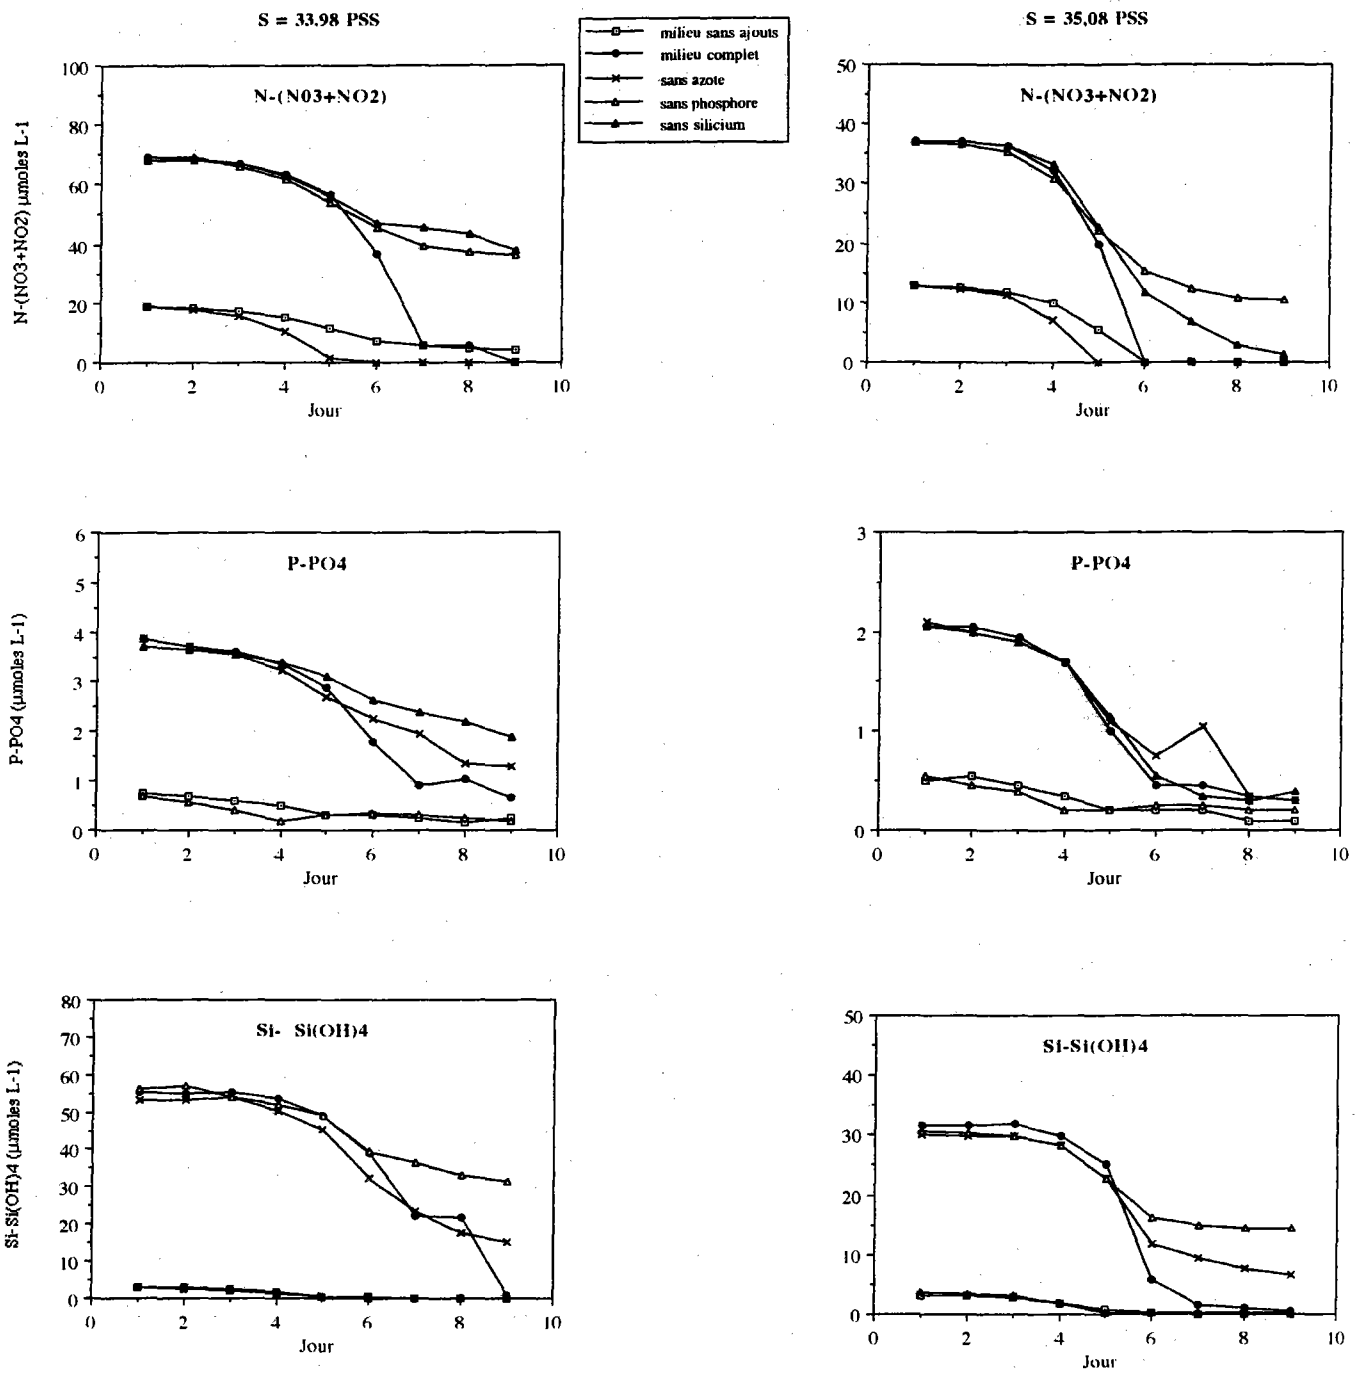 S = 33.98 PSS
milieu sans ajouts
milieu complet
sans azote
sans phosphore
sans silicium
S = 35,08 PSS
N-(N03+NO2) µmoles L-1
100
80
60
40
20
0
N-(N03+NO2)
0 2 4 6 8 10
Jour
50
40
30
20
10
0
N-(NO3+NO2)
0 2 4 6 8 10
Jour
P-PO4 (µmoles L-1)
6
5
4
3
2
1
0
P-PO4
0 2 4 6 8 10
Jour
3
2
1
0
P-PO4
0 2 4 6 8 10
Jour
Si-Si(OH)4 (µmoles L-1)
80
70
60
50
40
30
20
10
0
Si- Si(OH)4
0 2 4 6 8 10
Jour
50
40
30
20
10
0
Si-Si(OH)4
0 2 4 6 8 10
Jour